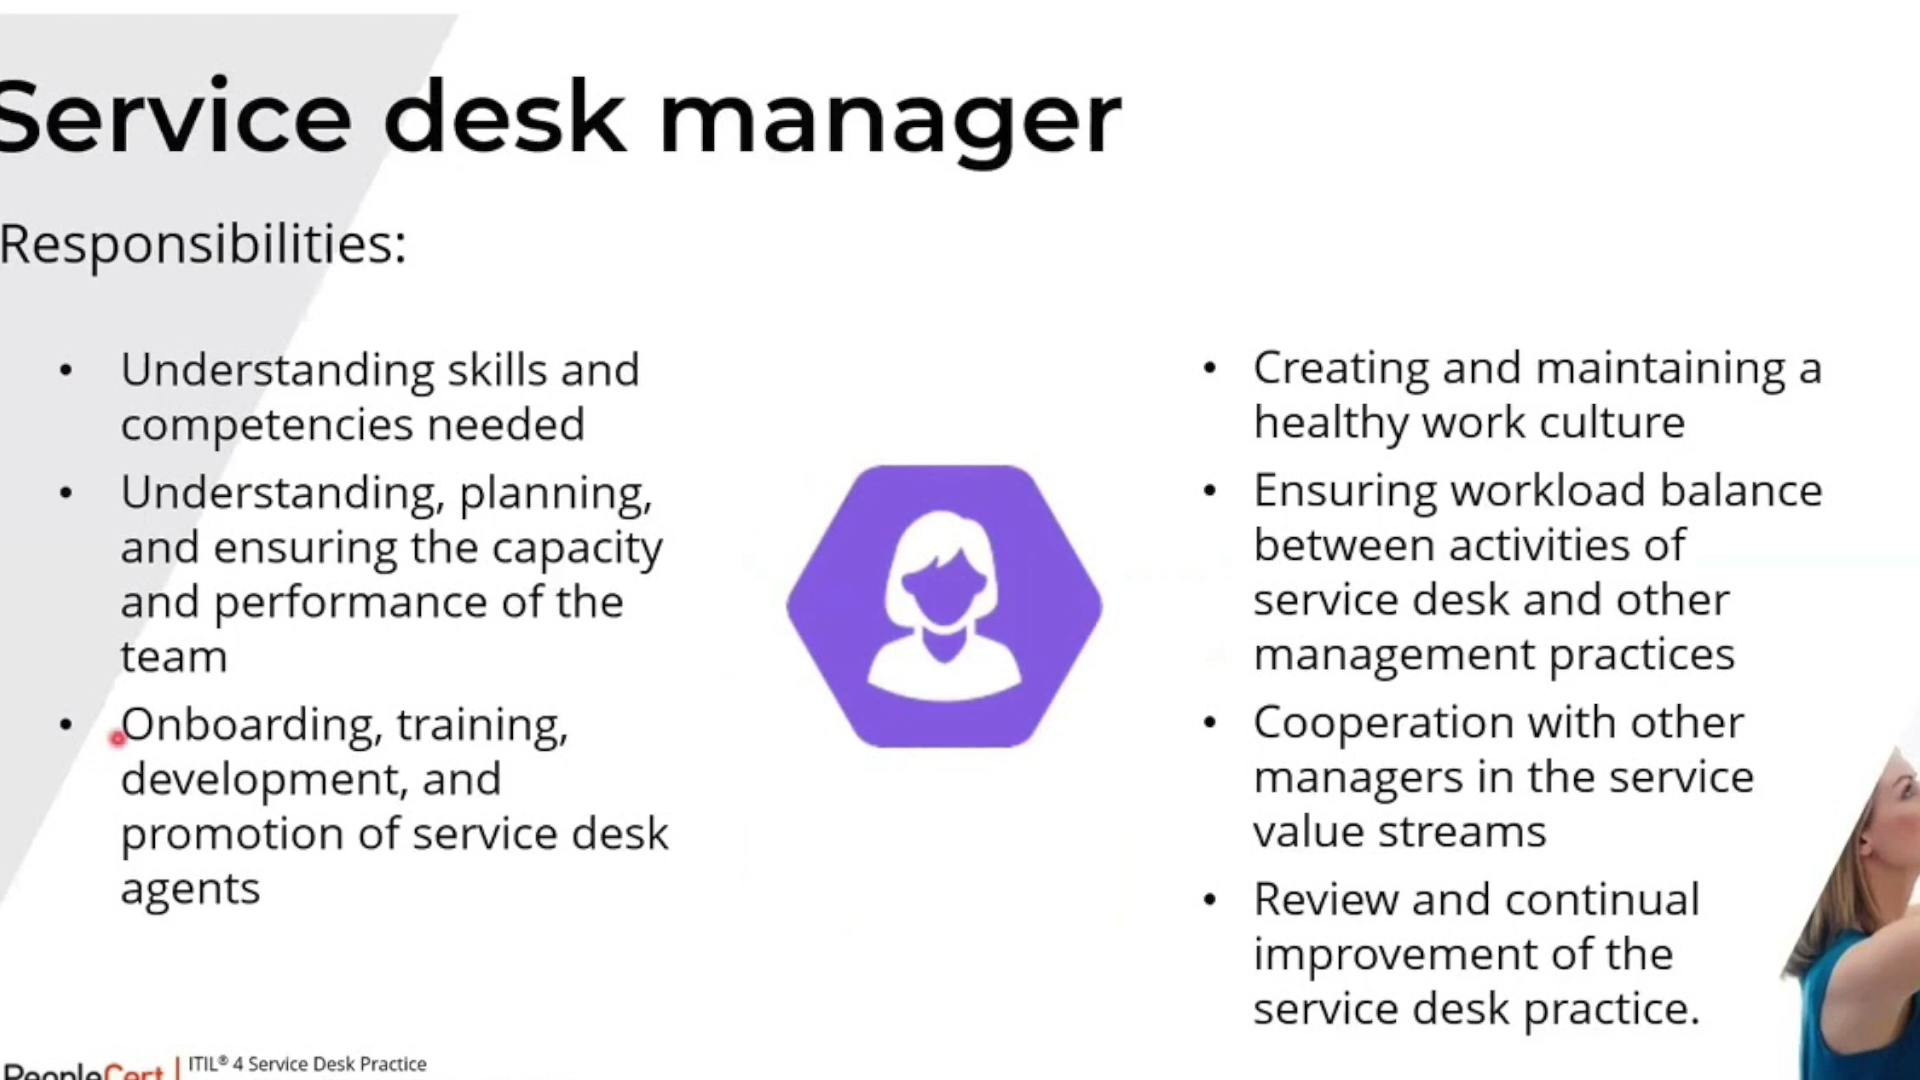 Service desk manager
Responsibilities:
• Understanding skills and
competencies needed
• Understanding, planning,
and ensuring the capacity
and performance of the
team
• Onboarding, training,
development, and
promotion of service desk
agents
• Creating and maintaining a
healthy work culture
• Ensuring workload balance
between activities of
service desk and other
management practices
• Cooperation with other
managers in the service
value streams
• Review and continual
improvement of the
service desk practice.
PeopleCert | ITIL® 4 Service Desk Practice